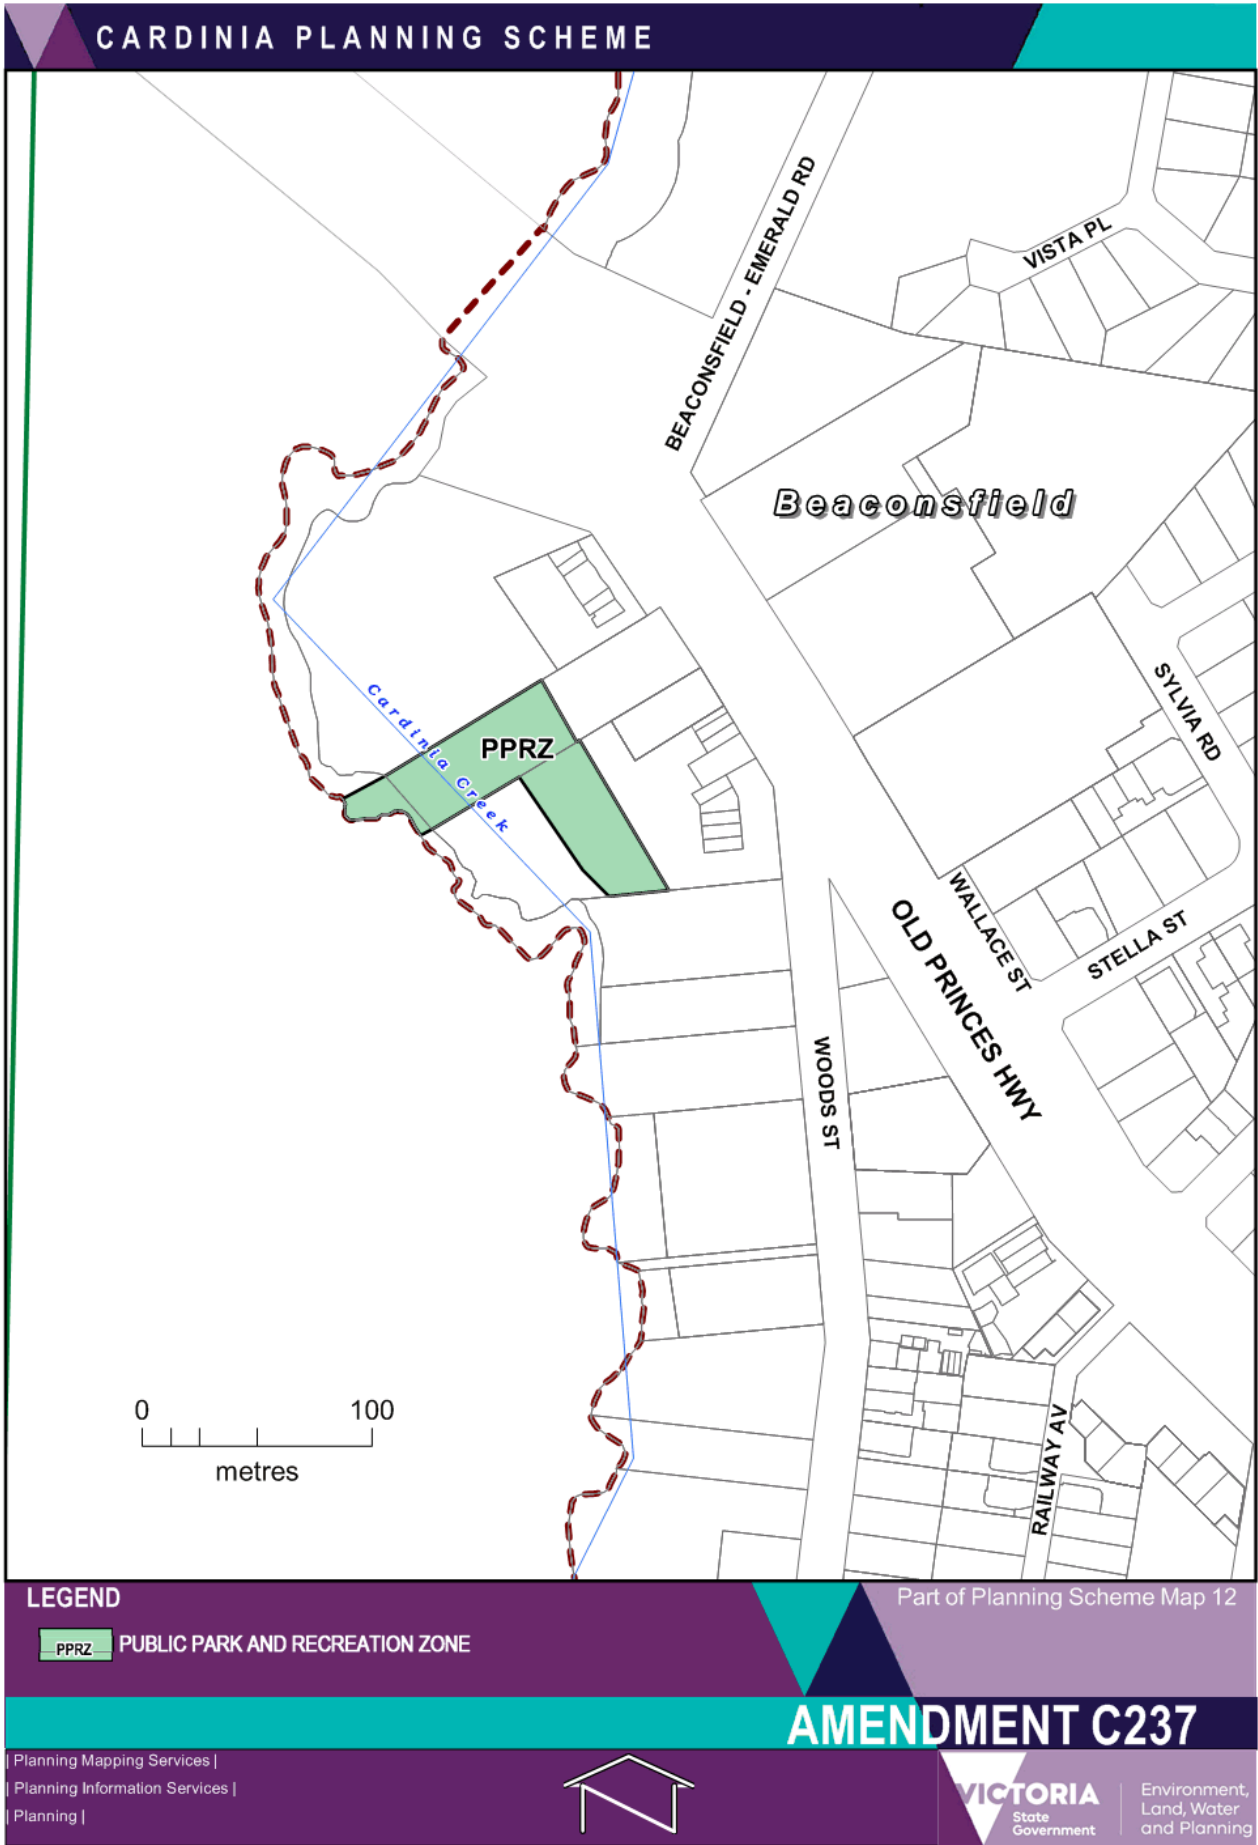 CARDINIA PLANNING SCHEME
BEACONSFIELD - EMERALD RD
VISTA PL
Beaconsfield
SYLVIA RD
Cardinia Creek
PPRZ
WALLACE ST
STELLA ST
OLD PRINCES HWY
WOODS ST
RAILWAY AV
0 100
metres
LEGEND
Part of Planning Scheme Map 12
PPRZ PUBLIC PARK AND RECREATION ZONE
AMENDMENT C237
| Planning Mapping Services |
| Planning Information Services |
| Planning |
VICTORIA
State
Government
Environment,
Land, Water
and Planning